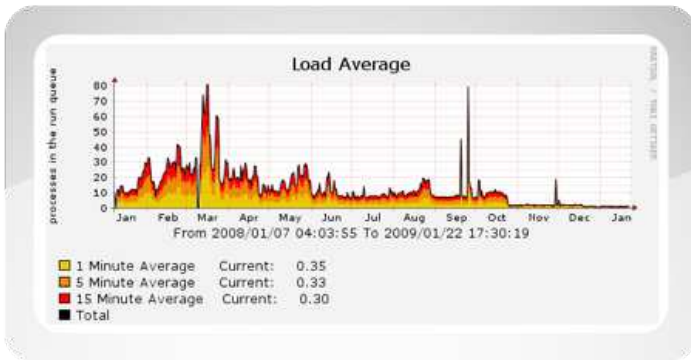 Load Average
processes in the run queue
80
70
60
50
40
30
20
10
0
Jan Feb Mar Apr May Jun Jul Aug Sep Oct Nov Dec Jan
From 2008/01/07 04:03:55 To 2009/01/22 17:30:19
1 Minute Average Current: 0.35
5 Minute Average Current: 0.33
15 Minute Average Current: 0.30
Total
RRDTOOL / TOBI OETIKER